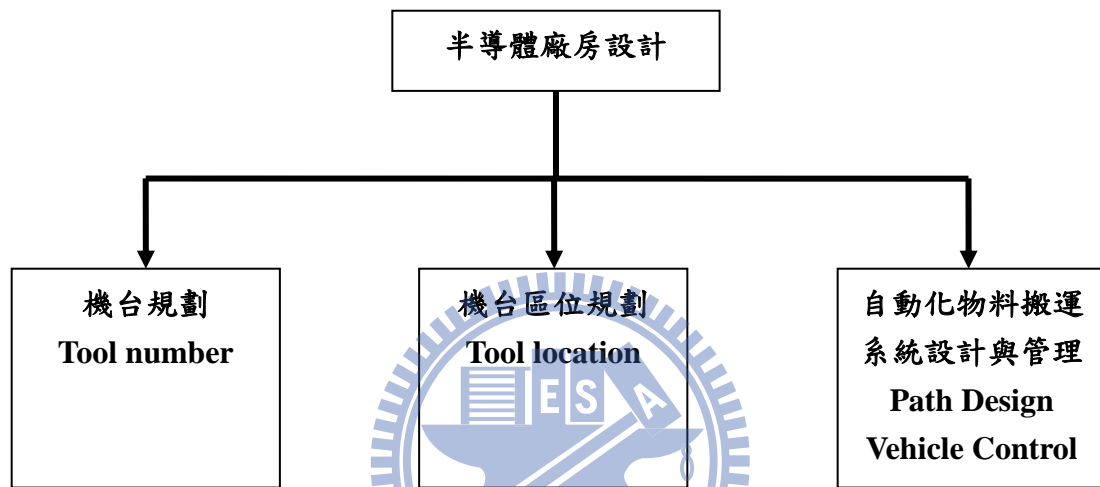 半導體廠房設計
機台規劃
Tool number
機台區位規劃
Tool location
自動化物料搬運
系統設計與管理
Path Design
Vehicle Control
E S A